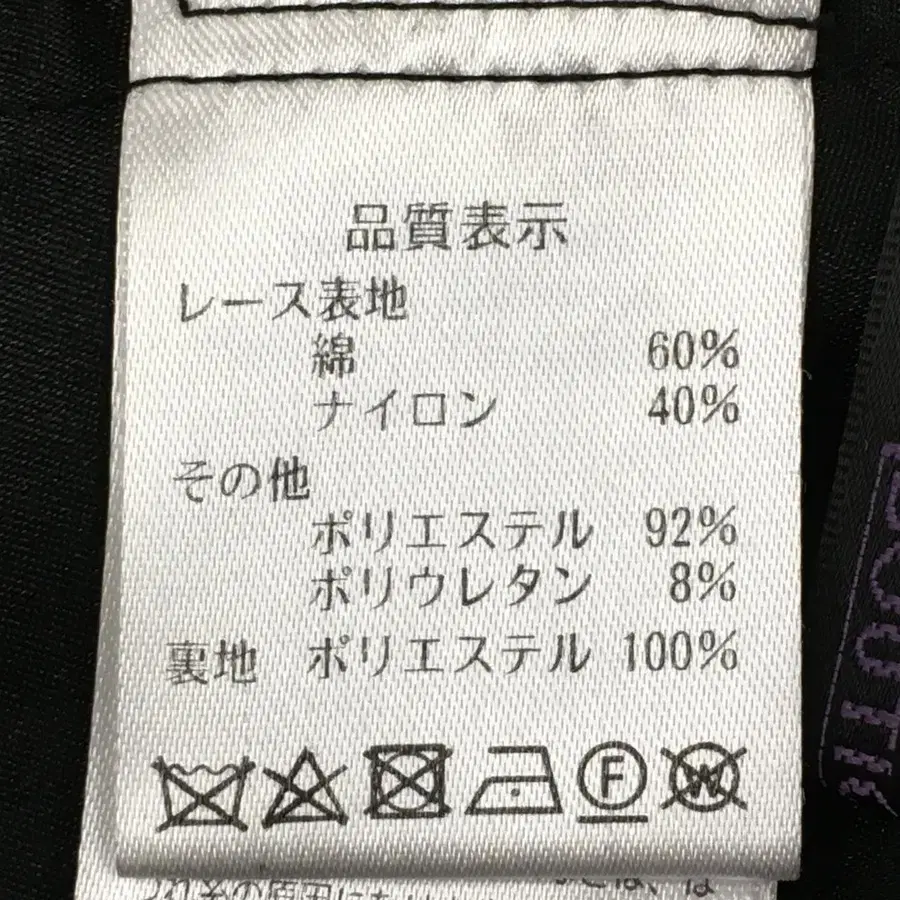 品質表示
レース表地
綿 60%
ナイロン 40%
その他
ポリエステル 92%
ポリウレタン 8%
裏地 ポリエステル 100%
F W